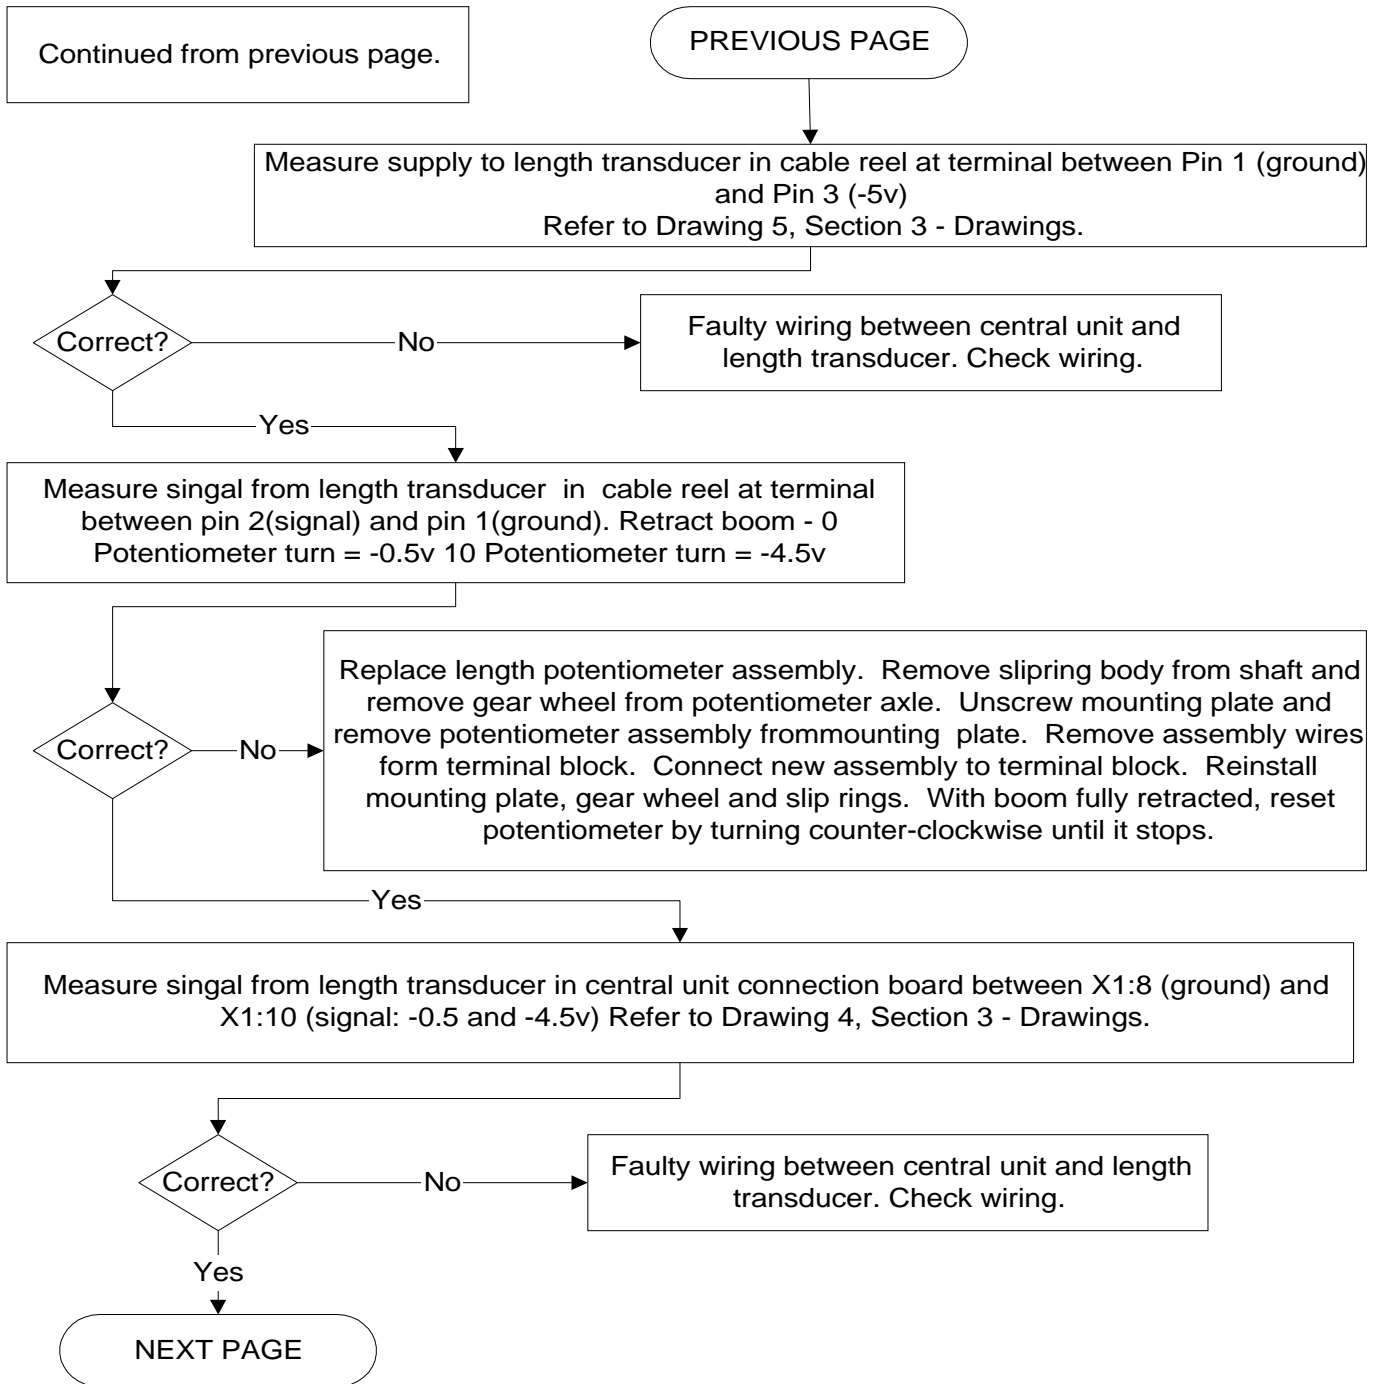 Continued from previous page.
PREVIOUS PAGE
Measure supply to length transducer in cable reel at terminal between Pin 1 (ground)
and Pin 3 (-5v)
Refer to Drawing 5, Section 3 - Drawings.
Correct?
No
Faulty wiring between central unit and
length transducer. Check wiring.
Yes
Measure singal from length transducer in cable reel at terminal
between pin 2(signal) and pin 1(ground). Retract boom - 0
Potentiometer turn = -0.5v 10 Potentiometer turn = -4.5v
Correct?
No
Replace length potentiometer assembly. Remove slipring body from shaft and
remove gear wheel from potentiometer axle. Unscrew mounting plate and
remove potentiometer assembly frommounting plate. Remove assembly wires
form terminal block. Connect new assembly to terminal block. Reinstall
mounting plate, gear wheel and slip rings. With boom fully retracted, reset
potentiometer by turning counter-clockwise until it stops.
Yes
Measure singal from length transducer in central unit connection board between X1:8 (ground) and
X1:10 (signal: -0.5 and -4.5v) Refer to Drawing 4, Section 3 - Drawings.
Correct?
No
Faulty wiring between central unit and length
transducer. Check wiring.
Yes
NEXT PAGE